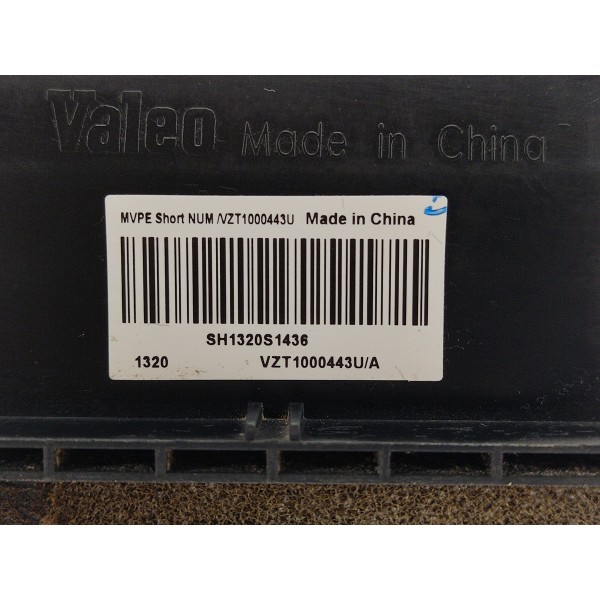 Valeo Made in China
MVPE Short NUM /VZT1000443U Made in China
SH1320S1436
1320 VZT1000443U/A